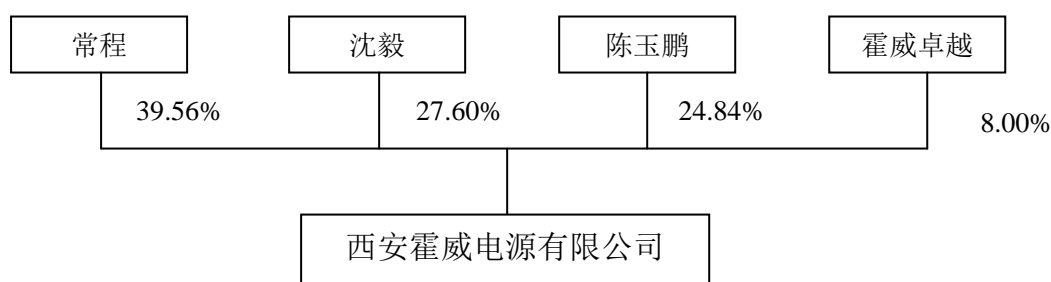 常程
沈毅
陈玉鹏
霍威卓越
39.56%
27.60%
24.84%
8.00%
西安霍威电源有限公司